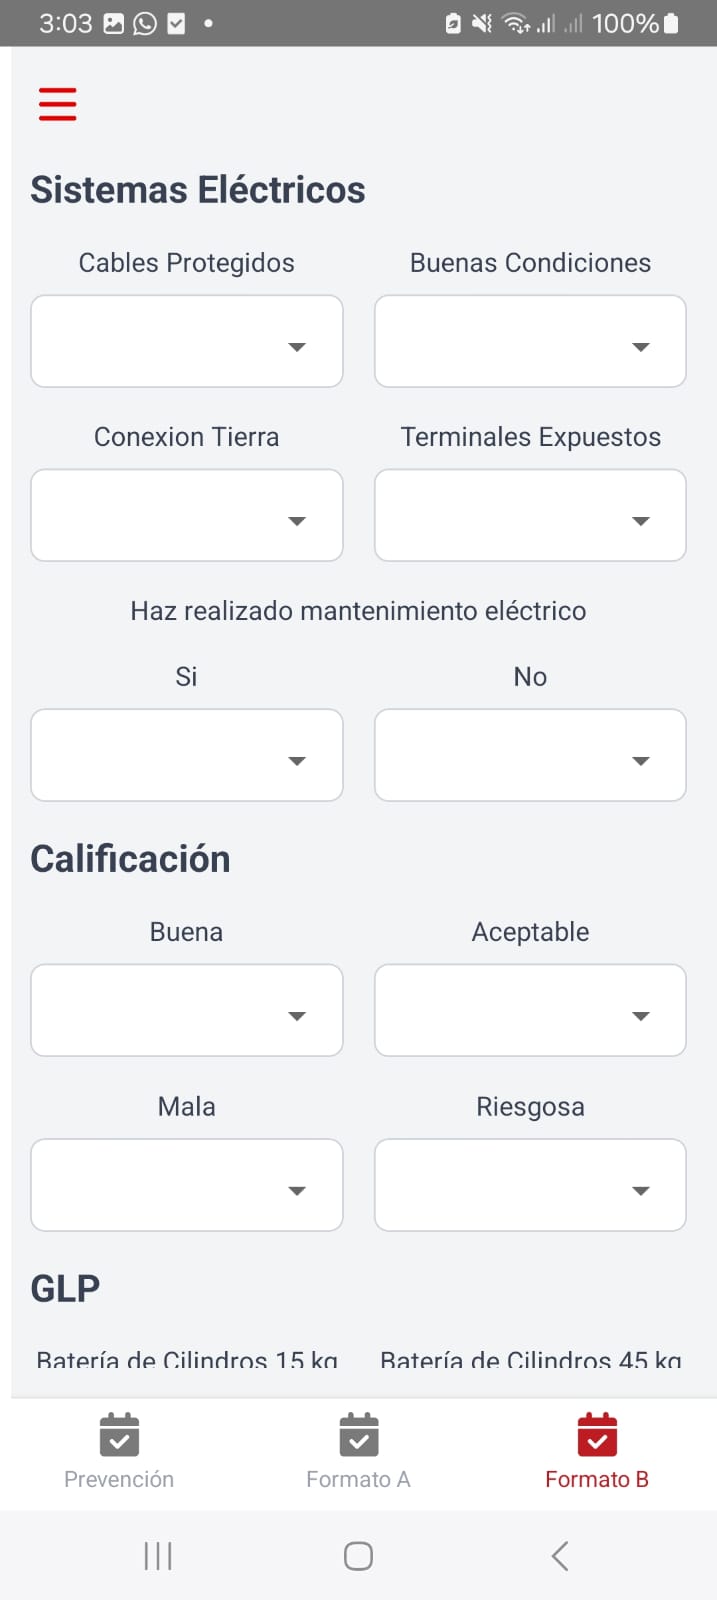 3:03 100%
Sistemas Eléctricos
Cables Protegidos Buenas Condiciones
Conexion Tierra Terminales Expuestos
Haz realizado mantenimiento eléctrico
Si No
Calificación
Buena Aceptable
Mala Riesgosa
GLP
Batería de Cilindros 15 kg Batería de Cilindros 45 kg
Prevención Formato A Formato B